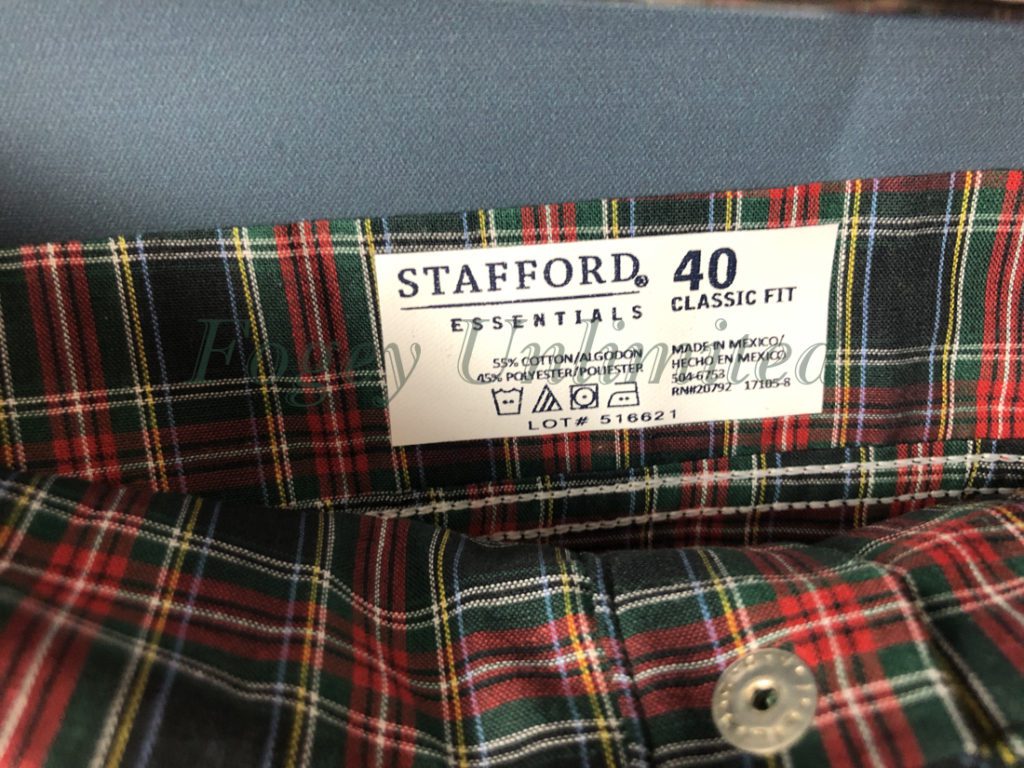 STAFFORD®
ESSENTIALS
40
CLASSIC FIT
55% COTTON/ALGODON
45% POLYESTER/POLIESTER
MADE IN MEXICO/
HECHO EN MEXICO
504-6753
RN#20792 17105-8
LOT# 516621
Fogey Unlimited